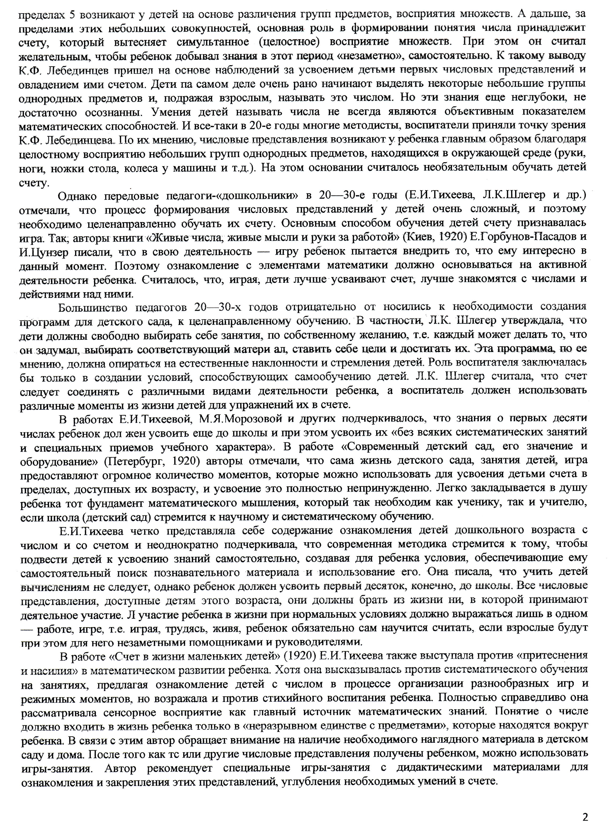 пределах 5 возникают у детей на основе различения групп предметов, восприятия множеств. А дальше, за
пределами этих небольших совокупностей, основная роль в формировании понятия числа принадлежит
счету, который вытесняет симультанное (целостное) восприятие множеств. При этом он считал
желательным, чтобы ребенок добывал знания в этот период «незаметно», самостоятельно. К такому выводу
К.Ф. Лебединцев пришел на основе наблюдений за усвоением детьми первых числовых представлений и
овладением ими счетом. Дети па самом деле очень рано начинают выделять некоторые небольшие группы
однородных предметов и, подражая взрослым, называть это числом. Но эти знания еще неглубоки, не
достаточно осознанны. Умения детей называть числа не всегда являются объективным показателем
математических способностей. И все-таки в 20-е годы многие методисты, воспитатели приняли точку зрения
К.Ф. Лебединцева. По их мнению, числовые представления возникают у ребенка главным образом благодаря
целостному восприятию небольших групп однородных предметов, находящихся в окружающей среде (руки,
ноги, ножки стола, колеса у машины и т.д.). На этом основании считалось необязательным обучать детей
счету.
Однако передовые педагоги-«дошкольники» в 20—30-е годы (Е.И.Тихеева, Л.К.Шлегер и др.)
отмечали, что процесс формирования числовых представлений у детей очень сложный, и поэтому
необходимо целенаправленно обучать их счету. Основным способом обучения детей счету признавалась
игра. Так, авторы книги «Живые числа, живые мысли и руки за работой» (Киев, 1920) Е.Горбунов-Пасадов и
И.Цунзер писали, что в свою деятельность — игру ребенок пытается внедрить то, что ему интересно в
данный момент. Поэтому ознакомление с элементами математики должно основываться на активной
деятельности ребенка. Считалось, что, играя, дети лучше усваивают счет, лучше знакомятся с числами и
действиями над ними.
Большинство педагогов 20—30-х годов отрицательно от носились к необходимости создания
программ для детского сада, к целенаправленному обучению. В частности, Л.К. Шлегер утверждала, что
дети должны свободно выбирать себе занятия, по собственному желанию, т.е. каждый может делать то, что
он задумал, выбирать соответствующий матери ал, ставить себе цели и достигать их. Эта программа, по ее
мнению, должна опираться на естественные наклонности и стремления детей. Роль воспитателя заключалась
бы только в создании условий, способствующих самообучению детей. Л.К. Шлегер считала, что счет
следует соединять с различными видами деятельности ребенка, а воспитатель должен использовать
различные моменты из жизни детей для упражнений их в счете.
В работах Е.И.Тихеевой, М.Я.Морозовой и других подчеркивалось, что знания о первых десяти
числах ребенок дол жен усвоить еще до школы и при этом усвоить их «без всяких систематических занятий
и специальных приемов учебного характера». В работе «Современный детский сад, его значение и
оборудование» (Петербург, 1920) авторы отмечали, что сама жизнь детского сада, занятия детей, игра
предоставляют огромное количество моментов, которые можно использовать для усвоения детьми счета в
пределах, доступных их возрасту, и усвоение это полностью непринужденно. Легко закладывается в душу
ребенка тот фундамент математического мышления, который так необходим как ученику, так и учителю,
если школа (детский сад) стремится к научному и систематическому обучению.
Е.И.Тихеева четко представляла себе содержание ознакомления детей дошкольного возраста с
числом и со счетом и неоднократно подчеркивала, что современная методика стремится к тому, чтобы
подвести детей к усвоению знаний самостоятельно, создавая для ребенка условия, обеспечивающие ему
самостоятельный поиск познавательного материала и использование его. Она писала, что учить детей
вычислениям не следует, однако ребенок должен усвоить первый десяток, конечно, до школы. Все числовые
представления, доступные детям этого возраста, они должны брать из жизни ни, в которой принимают
деятельное участие. Л участие ребенка в жизни при нормальных условиях должно выражаться лишь в одном
— работе, игре, т.е. играя, трудясь, живя, ребенок обязательно сам научится считать, если взрослые будут
при этом для него незаметными помощниками и руководителями.
В работе «Счет в жизни маленьких детей» (1920) Е.И.Тихеева также выступала против «притеснения
и насилия» в математическом развитии ребенка. Хотя она высказывалась против систематического обучения
на занятиях, предлагая ознакомление детей с числом в процессе организации разнообразных игр и
режимных моментов, но возражала и против стихийного воспитания ребенка. Полностью справедливо она
рассматривала сенсорное восприятие как главный источник математических знаний. Понятие о числе
должно входить в жизнь ребенка только в «неразрывном единстве с предметами», которые находятся вокруг
ребенка. В связи с этим автор обращает внимание на наличие необходимого наглядного материала в детском
саду и дома. После того как тс или другие числовые представления получены ребенком, можно использовать
игры-занятия. Автор рекомендует специальные игры-занятия с дидактическими материалами для
ознакомления и закрепления этих представлений, углубления необходимых умений в счете.
2